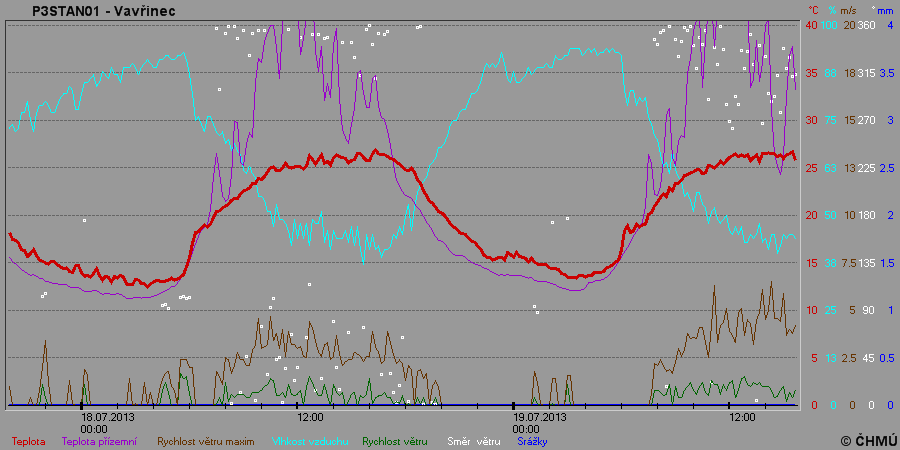 P3STAN01 - Vavřinec
°C % m/s ° mm
40 100 20 360 4
35 88 18 315 3.5
30 75 15 270 3
25 63 13 225 2.5
20 50 10 180 2
15 38 7.5 135 1.5
10 25 5 90 1
5 13 2.5 45 0.5
0 0 0 0 0
18.07.2013 12:00 19.07.2013 12:00
00:00 00:00
Teplota Teplota přízemní Rychlost větru maxim Vlhkost vzduchu Rychlost větru Směr větru Srážky
© ČHMÚ